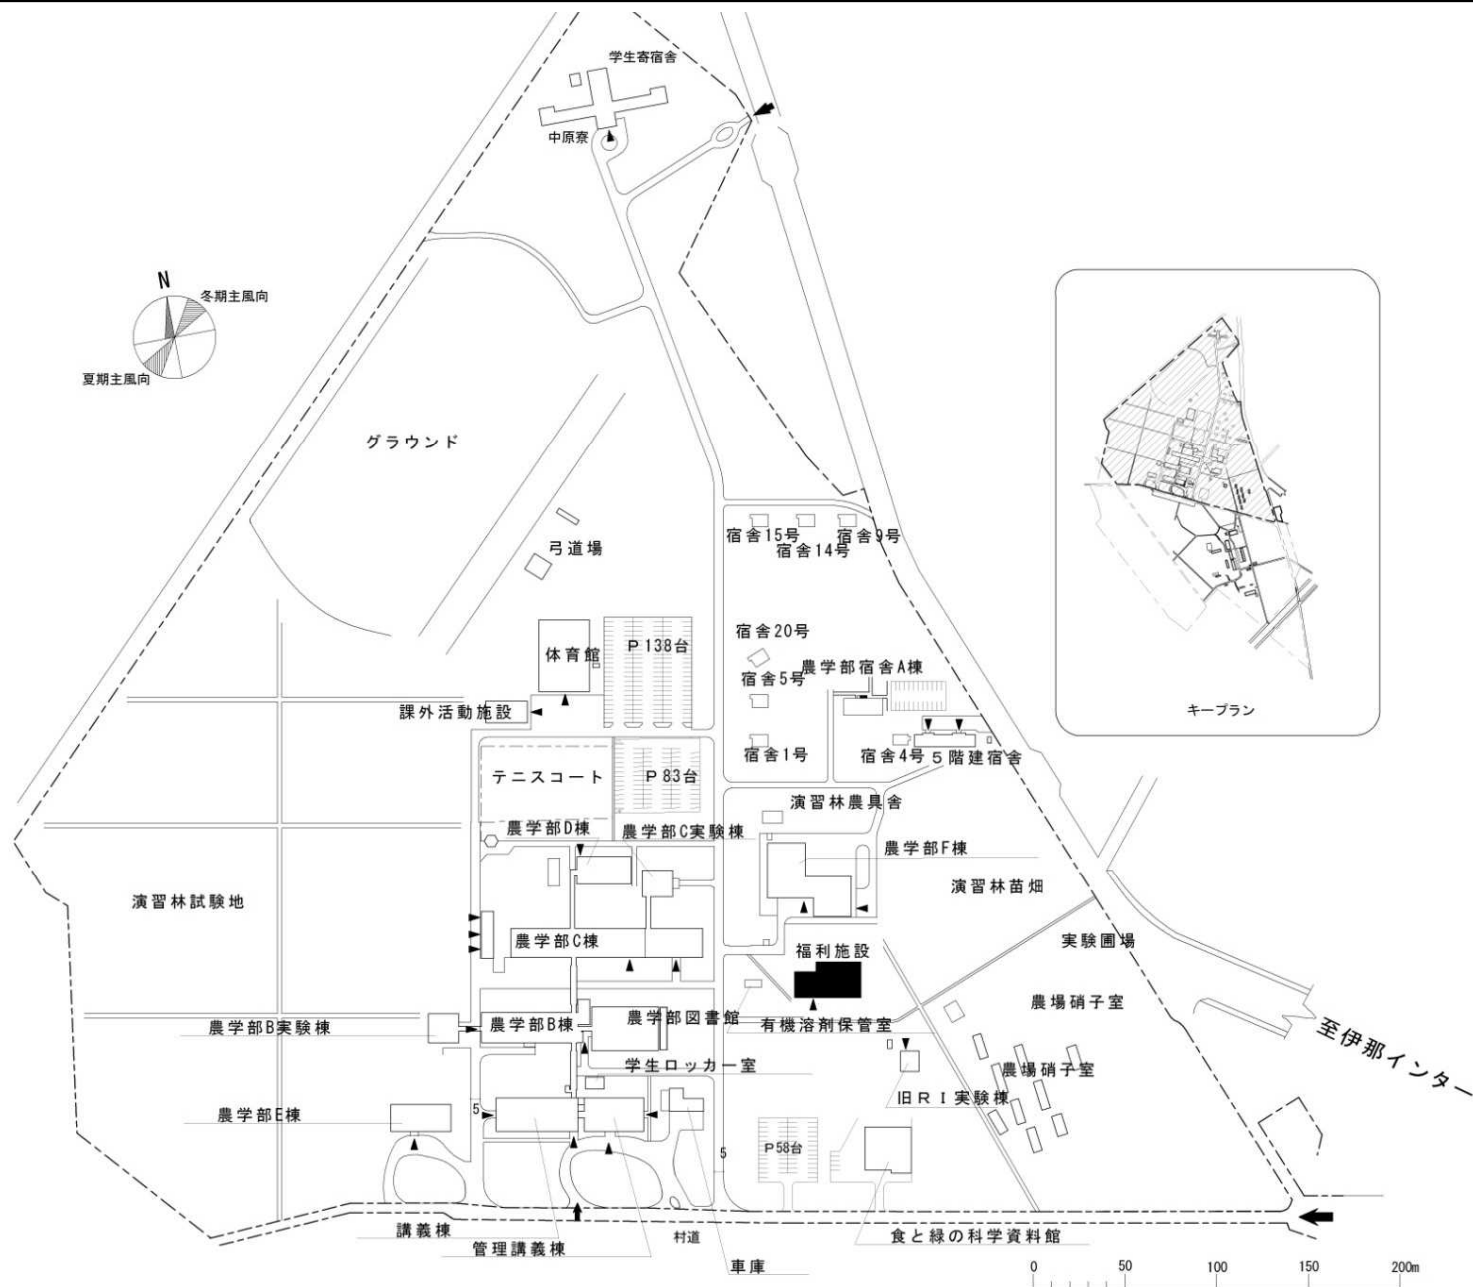 学生寄宿舎
中原寮
N
冬期主風向
夏期主風向
グラウンド
弓道場
宿舎15号
宿舎14号
宿舎9号
キープラン
体育館
P 138台
宿舎20号
農学部宿舎A棟
宿舎5号
課外活動施設
宿舎1号
宿舎4号
5階建宿舎
テニスコート
P 83台
演習林農具舎
農学部D棟
農学部C実験棟
農学部F棟
演習林試験地
演習林苗畑
農学部C棟
実験圃場
福利施設
農場硝子室
農学部B実験棟
農学部B棟
農学部図書館
有機溶剤保管室
至伊那インター
学生ロッカー室
農場硝子室
旧RI実験棟
農学部E棟
5
P58台
5
講義棟
管理講義棟
村道
車庫
食と緑の科学資料館
0 50 100 150 200m